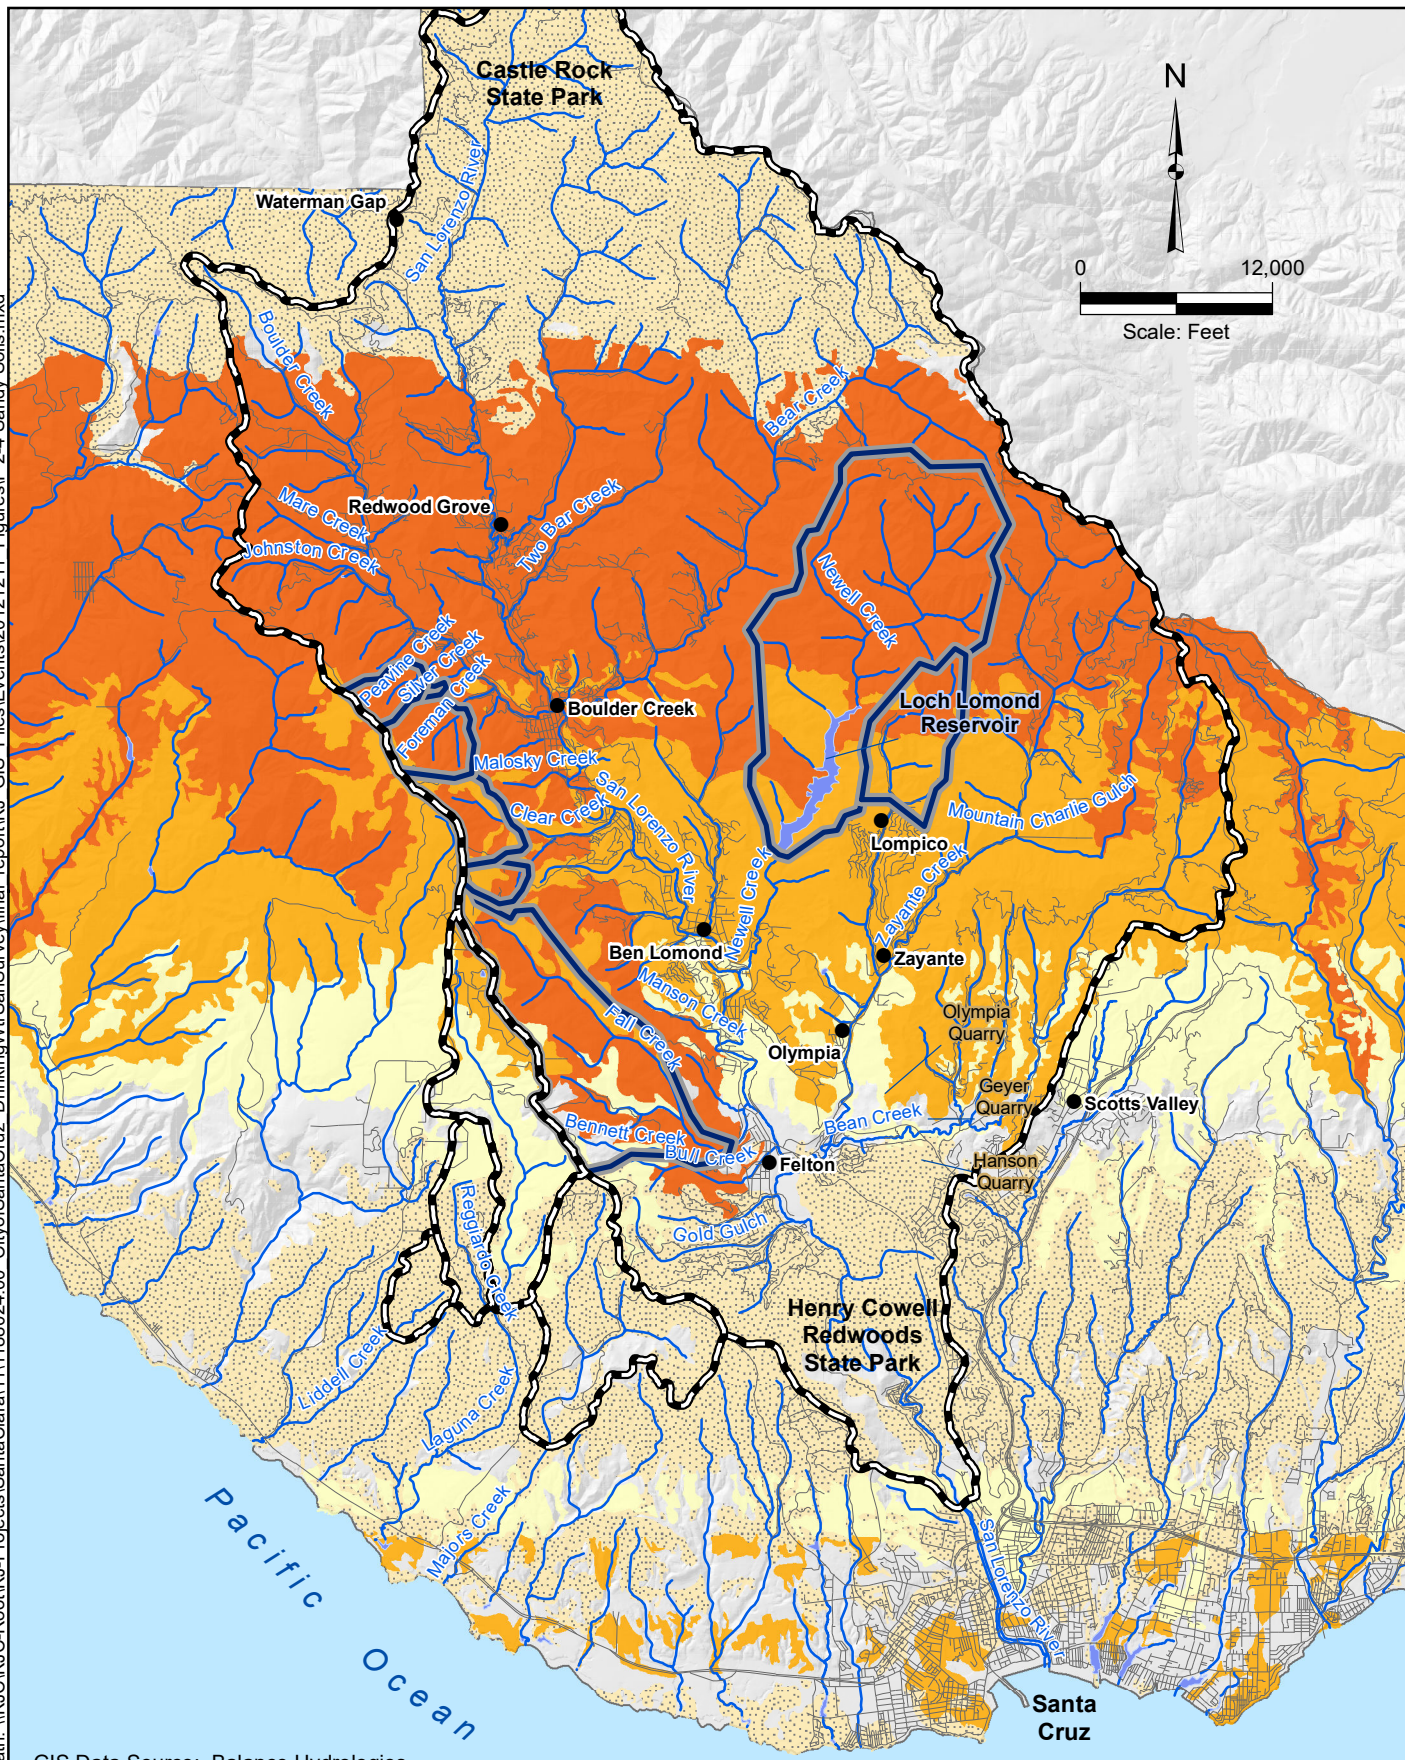 Castle Rock
State Park
N
Waterman Gap
San Lorenzo River
0 12,000
Scale: Feet
Boulder Creek
Bear Creek
Redwood Grove
Mare Creek
Two Bar Creek
Johnston Creek
Newell Creek
Peavine Creek
Silver Creek
Foreman Creek
Boulder Creek
Loch Lomond
Reservoir
Malosky Creek
San Lorenzo River
Clear Creek
Mountain Charlie Gulch
Lompico
Newell Creek
Zayante Creek
Ben Lomond
Zayante
Manson Creek
Fall Creek
Olympia
Quarry
Olympia
Geyer
Quarry
Scotts Valley
Bennett Creek
Bean Creek
Bull Creek
Felton
Hanson
Quarry
Reggiardo Creek
Gold Gulch
Henry Cowell
Redwoods
State Park
Liddell Creek
Laguna Creek
Majors Creek
Pacific
Ocean
San Lorenzo River
Santa
Cruz